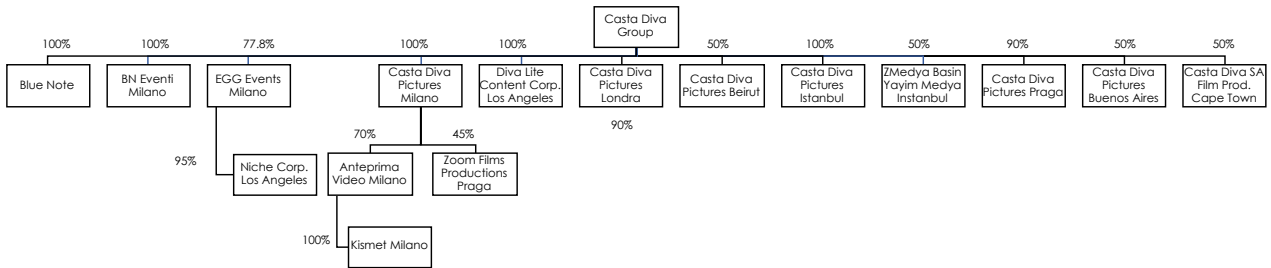 Casta Diva
Group
100%
100%
77.8%
100%
100%
50%
100%
50%
90%
50%
50%
Blue Note
BN Eventi
Milano
EGG Events
Milano
Casta Diva
Pictures
Milano
Diva Lite
Content Corp.
Los Angeles
Casta Diva
Pictures
Londra
Casta Diva
Pictures Beirut
Casta Diva
Pictures
Istanbul
ZMedya Basin
Yayim Medya
Instanbul
Casta Diva
Pictures Praga
Casta Diva
Pictures
Buenos Aires
Casta Diva SA
Film Prod.
Cape Town
90%
70%
45%
95%
Niche Corp.
Los Angeles
Anteprima
Video Milano
Zoom Films
Productions
Praga
100%
Kismet Milano